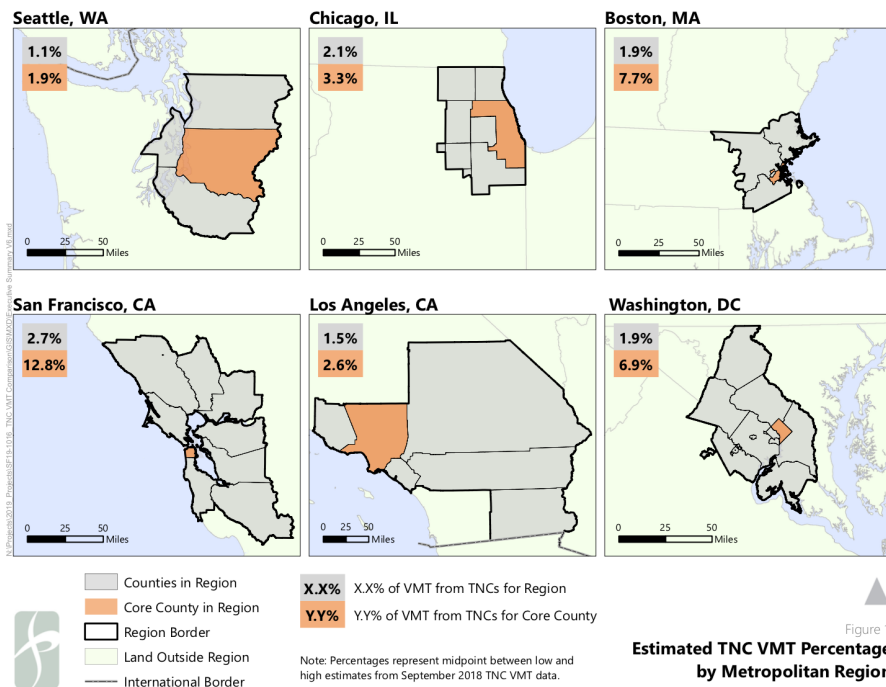 Seattle, WA
1.1%
1.9%
0 25 50
Miles
Chicago, IL
2.1%
3.3%
0 25 50
Miles
Boston, MA
1.9%
7.7%
0 25 50
Miles
San Francisco, CA
2.7%
12.8%
0 25 50
Miles
Los Angeles, CA
1.5%
2.6%
0 25 50
Miles
Washington, DC
1.9%
6.9%
0 25 50
Miles
Counties in Region
Core County in Region
Region Border
Land Outside Region
International Border
X.X% X.X% of VMT from TNCs for Region
Y.Y% Y.Y% of VMT from TNCs for Core County
Note: Percentages represent midpoint between low and
high estimates from September 2018 TNC VMT data.
Figure
Estimated TNC VMT Percentage
by Metropolitan Region